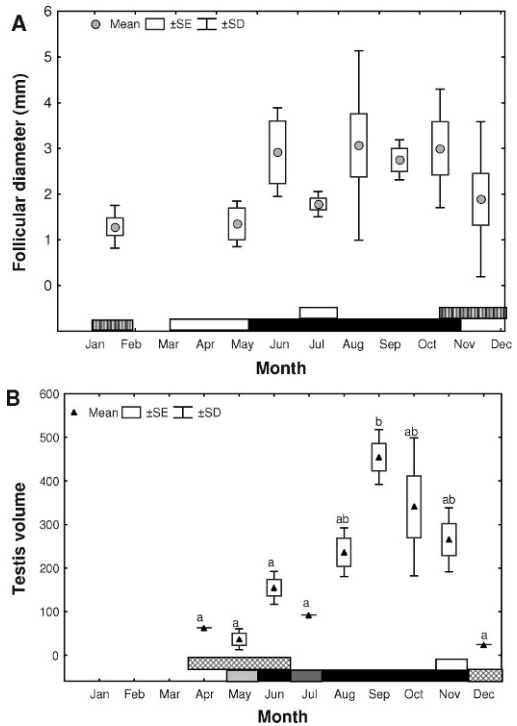 A
Mean ±SE ±SD
6
5
4
3
2
1
0
Follicular diameter (mm)
Jan Feb Mar Apr May Jun Jul Aug Sep Oct Nov Dec
Month
B
Mean ±SE ±SD
600
500
400
300
200
100
0
Testis volume
a a a a ab b ab ab a
Jan Feb Mar Apr May Jun Jul Aug Sep Oct Nov Dec
Month